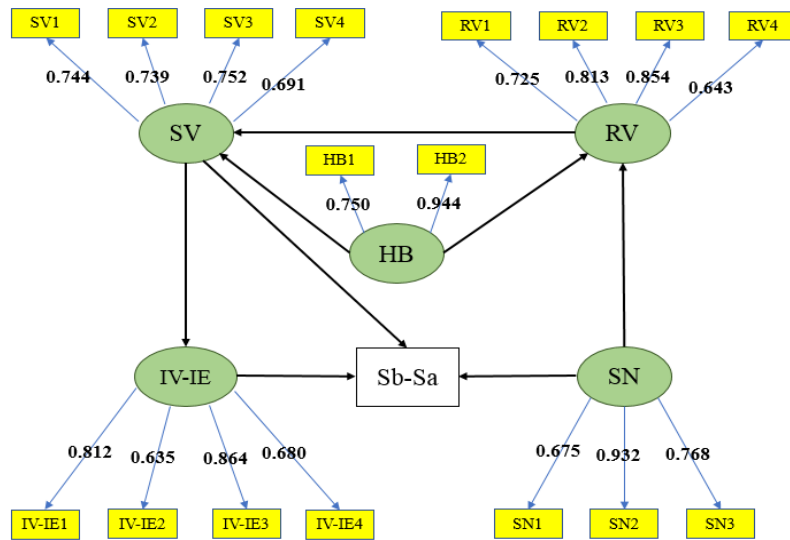 SV1 SV2 SV3 SV4 RV1 RV2 RV3 RV4
0.744 0.739 0.752 0.691 0.725 0.813 0.854 0.643
SV RV
HB1 HB2
0.750 0.944
HB
IV-IE Sb-Sa SN
0.812 0.635 0.864 0.680 0.675 0.932 0.768
IV-IE1 IV-IE2 IV-IE3 IV-IE4 SN1 SN2 SN3